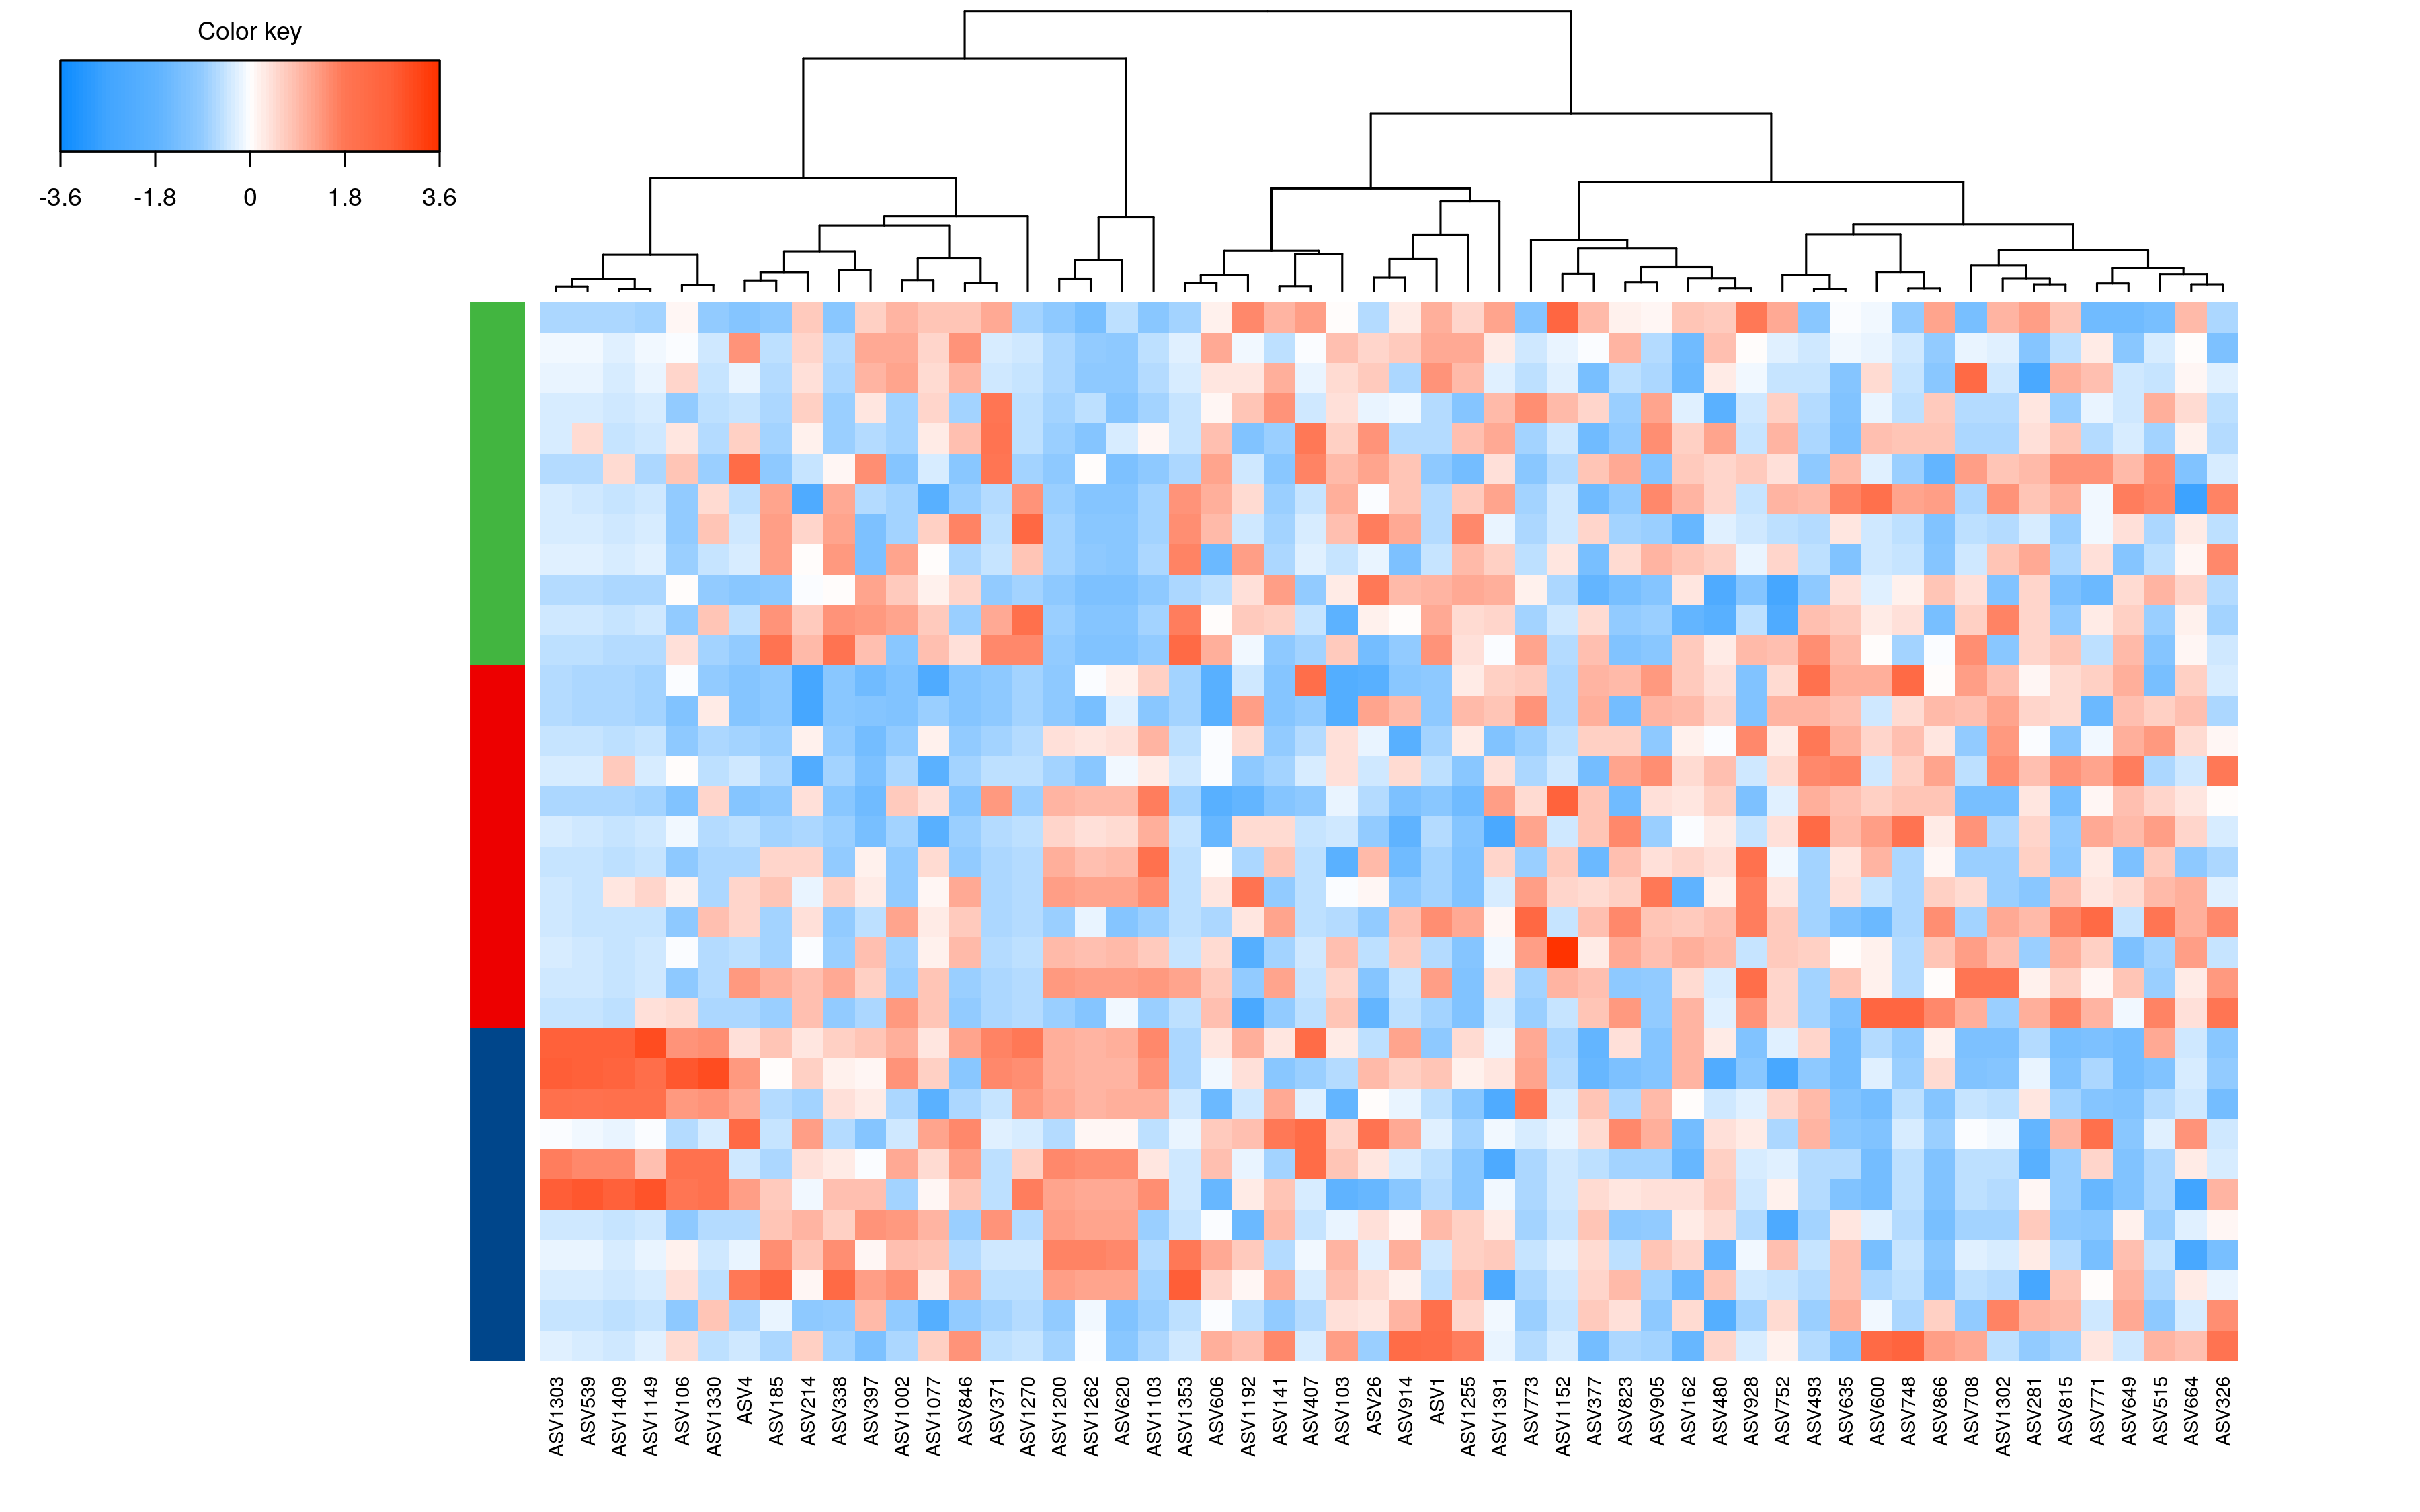 Color key
-3.6 -1.8 0 1.8 3.6
ASV1303 ASV539 ASV1409 ASV1149 ASV106 ASV1330 ASV4 ASV185 ASV214 ASV338 ASV397 ASV1002 ASV1077 ASV846 ASV371 ASV1270 ASV1200 ASV1262 ASV620 ASV1103 ASV1353 ASV606 ASV1192 ASV141 ASV407 ASV103 ASV26 ASV914 ASV1 ASV1255 ASV1391 ASV773 ASV1152 ASV377 ASV823 ASV905 ASV162 ASV480 ASV928 ASV752 ASV493 ASV635 ASV600 ASV748 ASV866 ASV708 ASV1302 ASV281 ASV815 ASV771 ASV649 ASV515 ASV664 ASV326